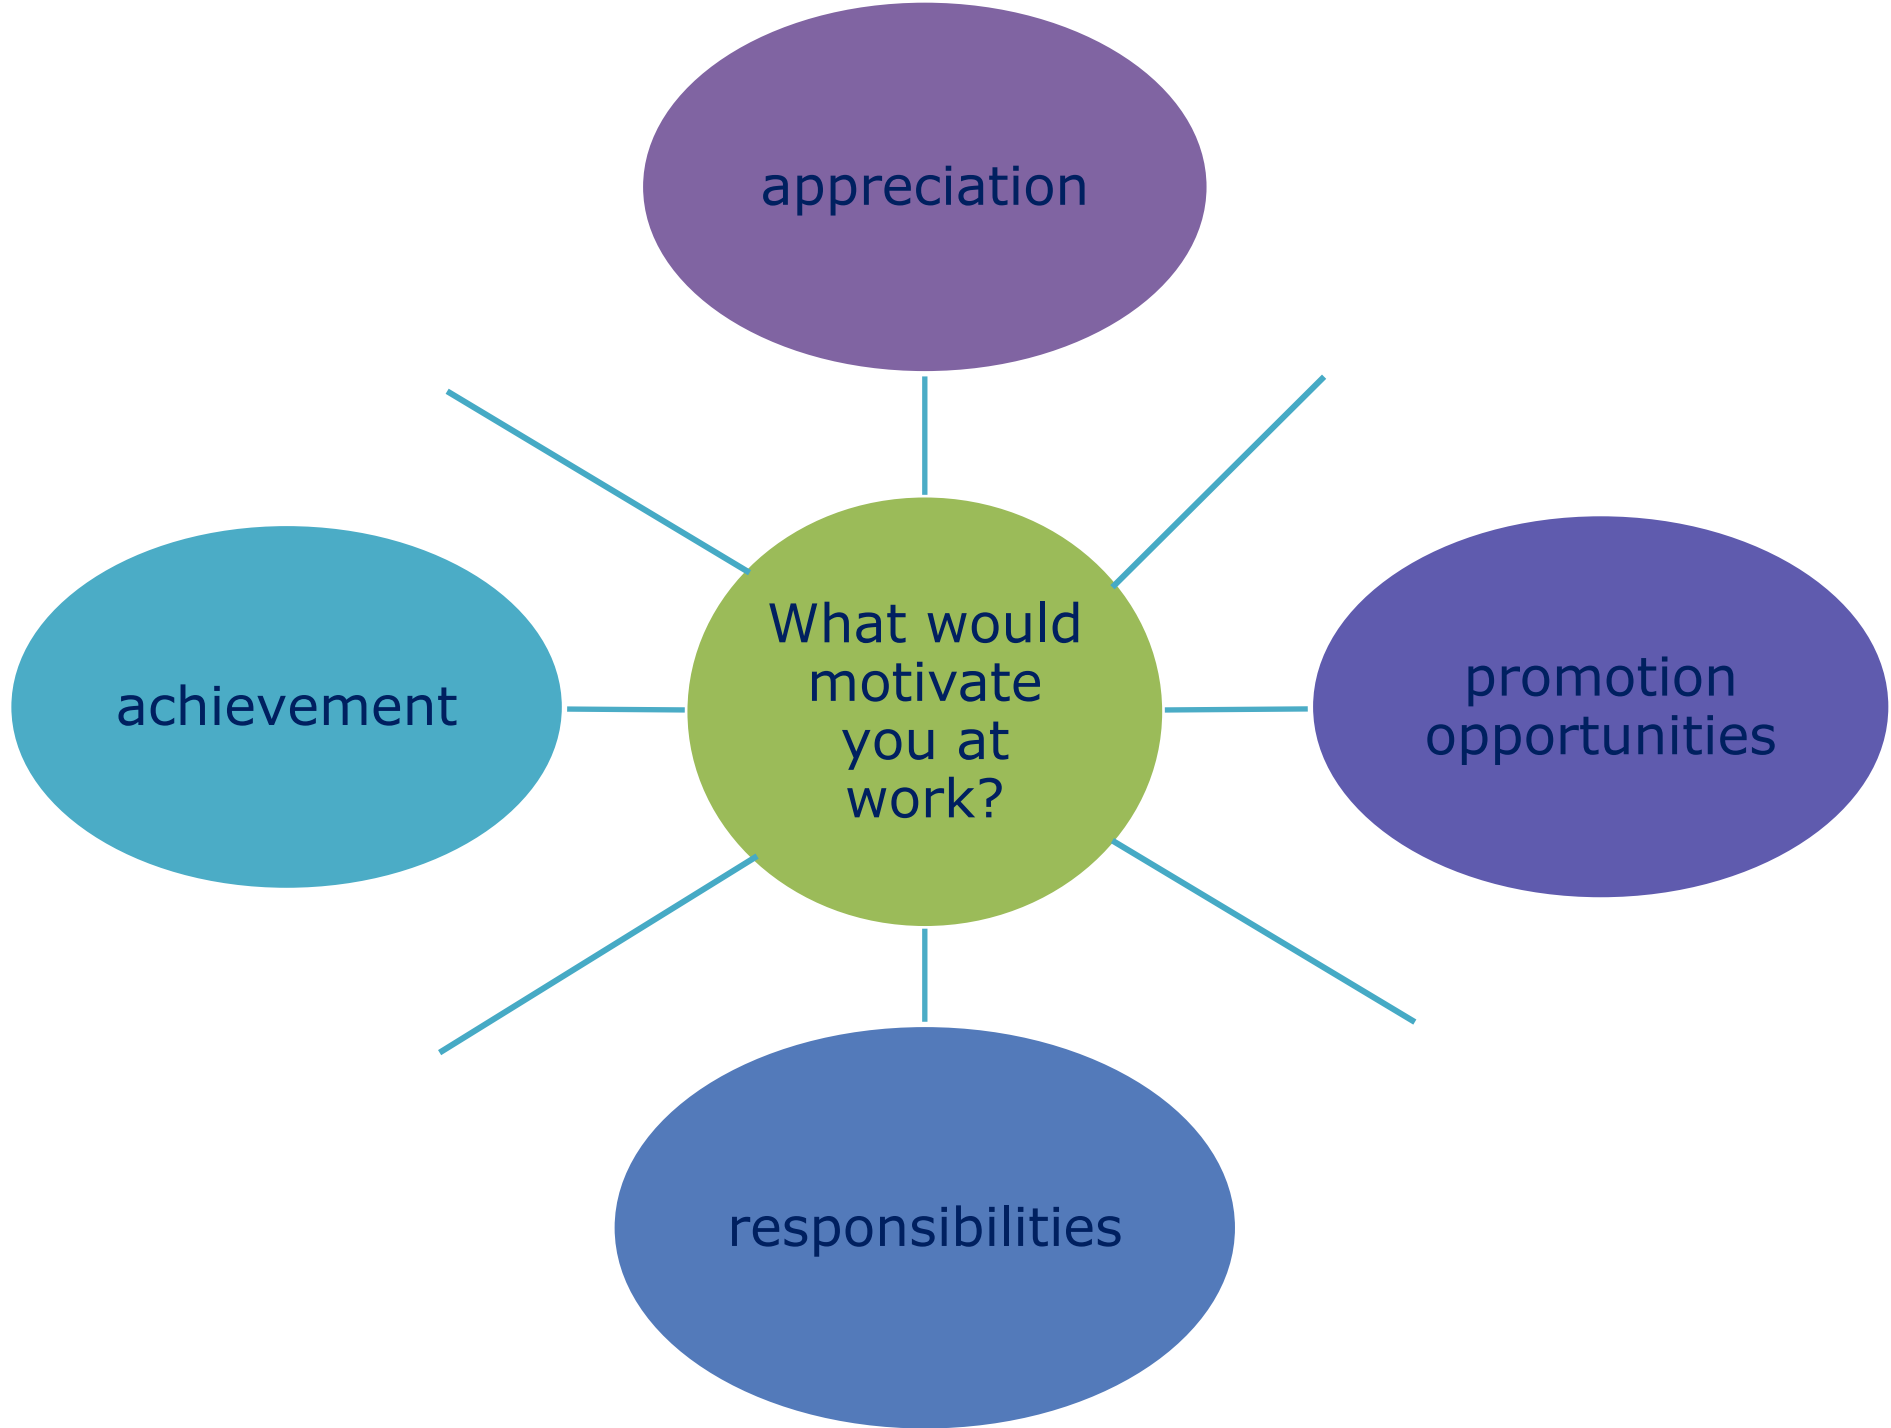 appreciation
What would
motivate
you at
work?
achievement
promotion
opportunities
responsibilities